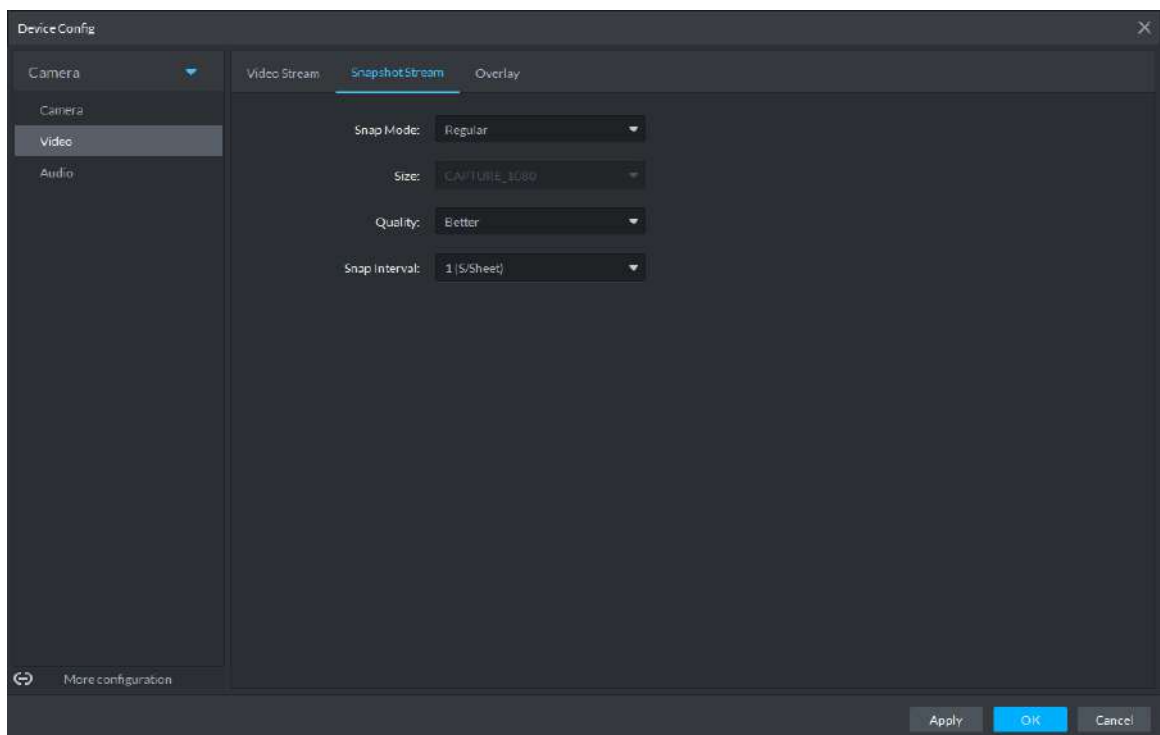 Device Config
Camera
Camera
Video
Audio
More configuration
Video Stream
Snapshot Stream
Overlay
Snap Mode: Regular
Size: CAPTURE_1080
Quality: Better
Snap Interval: 1 (S/Sheet)
Apply
OK
Cancel